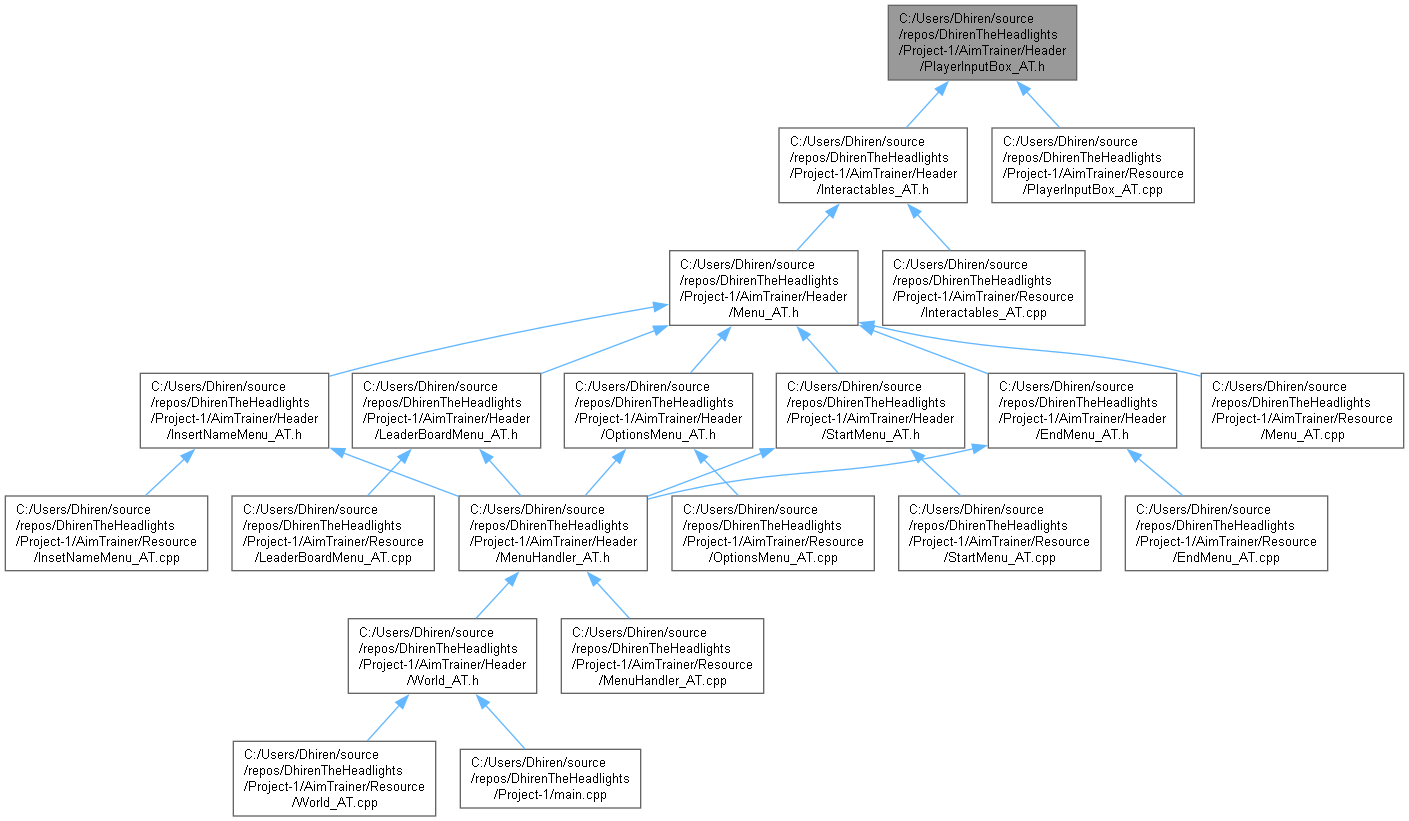 C:/Users/Dhiren/source
/repos/DhirenTheHeadlights
/Project-1/AimTrainer/Header
/PlayerInputBox_AT.h
C:/Users/Dhiren/source
/repos/DhirenTheHeadlights
/Project-1/AimTrainer/Header
/Interactables_AT.h
C:/Users/Dhiren/source
/repos/DhirenTheHeadlights
/Project-1/AimTrainer/Resource
/PlayerInputBox_AT.cpp
C:/Users/Dhiren/source
/repos/DhirenTheHeadlights
/Project-1/AimTrainer/Header
/Menu_AT.h
C:/Users/Dhiren/source
/repos/DhirenTheHeadlights
/Project-1/AimTrainer/Resource
/Interactables_AT.cpp
C:/Users/Dhiren/source
/repos/DhirenTheHeadlights
/Project-1/AimTrainer/Header
/InsertNameMenu_AT.h
C:/Users/Dhiren/source
/repos/DhirenTheHeadlights
/Project-1/AimTrainer/Header
/LeaderBoardMenu_AT.h
C:/Users/Dhiren/source
/repos/DhirenTheHeadlights
/Project-1/AimTrainer/Header
/OptionsMenu_AT.h
C:/Users/Dhiren/source
/repos/DhirenTheHeadlights
/Project-1/AimTrainer/Header
/StartMenu_AT.h
C:/Users/Dhiren/source
/repos/DhirenTheHeadlights
/Project-1/AimTrainer/Header
/EndMenu_AT.h
C:/Users/Dhiren/source
/repos/DhirenTheHeadlights
/Project-1/AimTrainer/Resource
/Menu_AT.cpp
C:/Users/Dhiren/source
/repos/DhirenTheHeadlights
/Project-1/AimTrainer/Resource
/InsetNameMenu_AT.cpp
C:/Users/Dhiren/source
/repos/DhirenTheHeadlights
/Project-1/AimTrainer/Resource
/LeaderBoardMenu_AT.cpp
C:/Users/Dhiren/source
/repos/DhirenTheHeadlights
/Project-1/AimTrainer/Header
/MenuHandler_AT.h
C:/Users/Dhiren/source
/repos/DhirenTheHeadlights
/Project-1/AimTrainer/Resource
/OptionsMenu_AT.cpp
C:/Users/Dhiren/source
/repos/DhirenTheHeadlights
/Project-1/AimTrainer/Resource
/StartMenu_AT.cpp
C:/Users/Dhiren/source
/repos/DhirenTheHeadlights
/Project-1/AimTrainer/Resource
/EndMenu_AT.cpp
C:/Users/Dhiren/source
/repos/DhirenTheHeadlights
/Project-1/AimTrainer/Header
/World_AT.h
C:/Users/Dhiren/source
/repos/DhirenTheHeadlights
/Project-1/AimTrainer/Resource
/MenuHandler_AT.cpp
C:/Users/Dhiren/source
/repos/DhirenTheHeadlights
/Project-1/AimTrainer/Resource
/World_AT.cpp
C:/Users/Dhiren/source
/repos/DhirenTheHeadlights
/Project-1/main.cpp